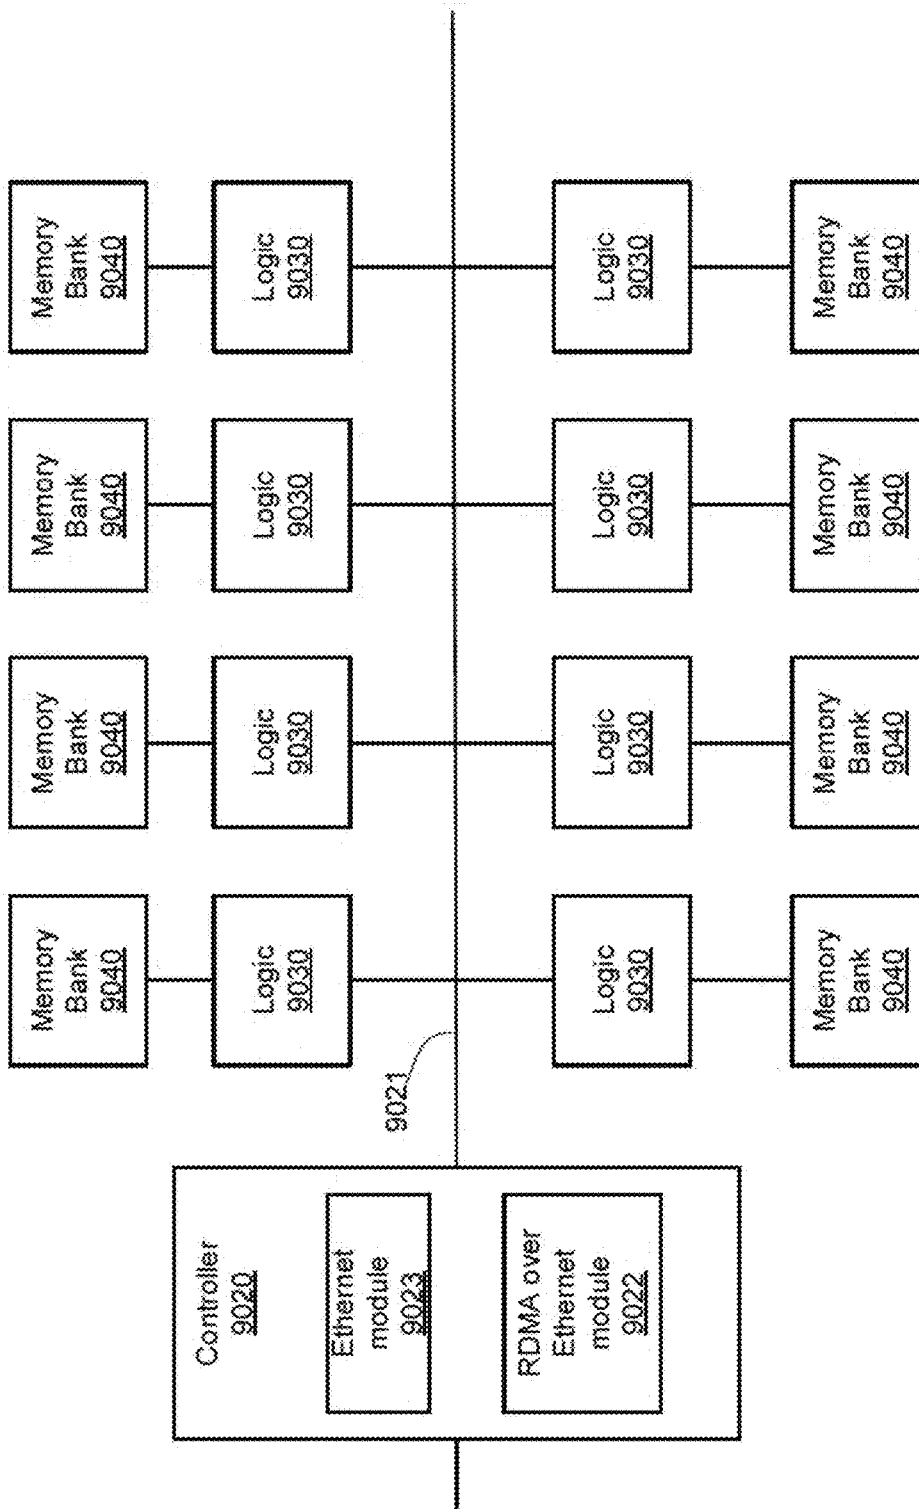 Controller
9020
Ethernet
module
9023
RDMA over
Ethernet
module
9022
9021
Memory
Bank
9040
Memory
Bank
9040
Memory
Bank
9040
Memory
Bank
9040
Logic
9030
Logic
9030
Logic
9030
Logic
9030
Logic
9030
Logic
9030
Logic
9030
Logic
9030
Memory
Bank
9040
Memory
Bank
9040
Memory
Bank
9040
Memory
Bank
9040